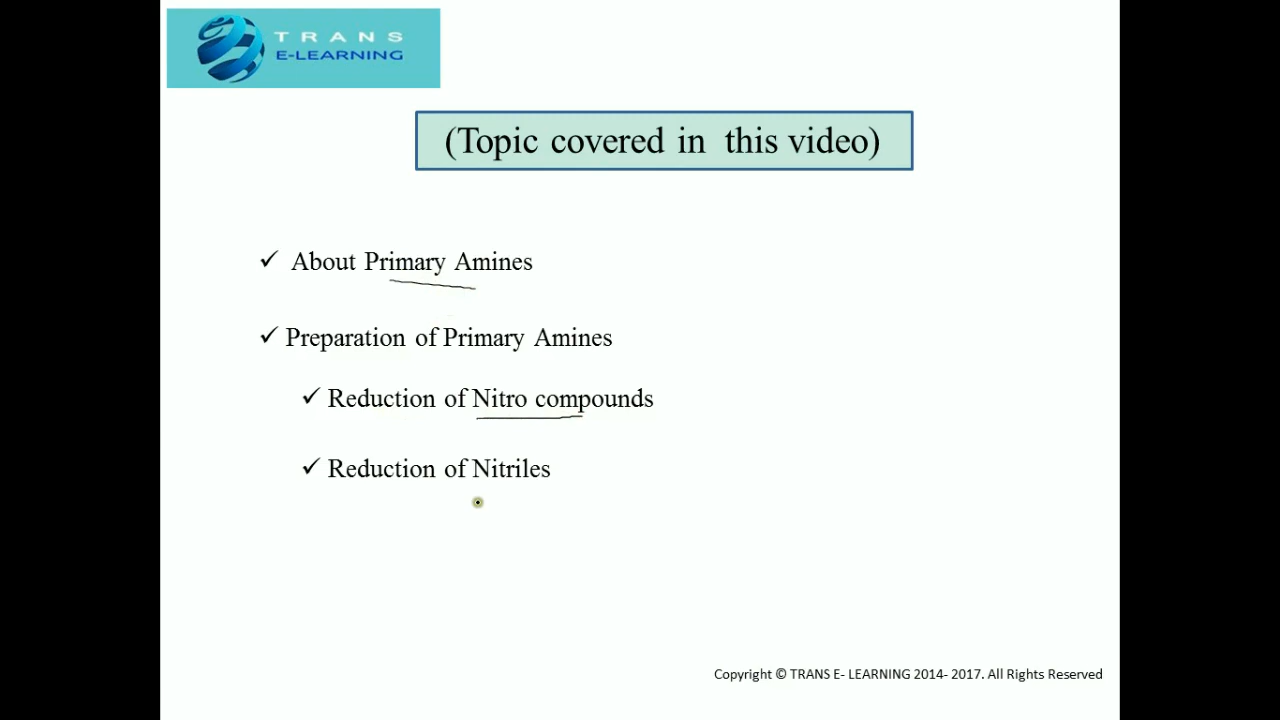 TRANS
E-LEARNING
(Topic covered in this video)
✓ About Primary Amines
✓ Preparation of Primary Amines
✓ Reduction of Nitro compounds
✓ Reduction of Nitriles
Copyright © TRANS E- LEARNING 2014- 2017. All Rights Reserved